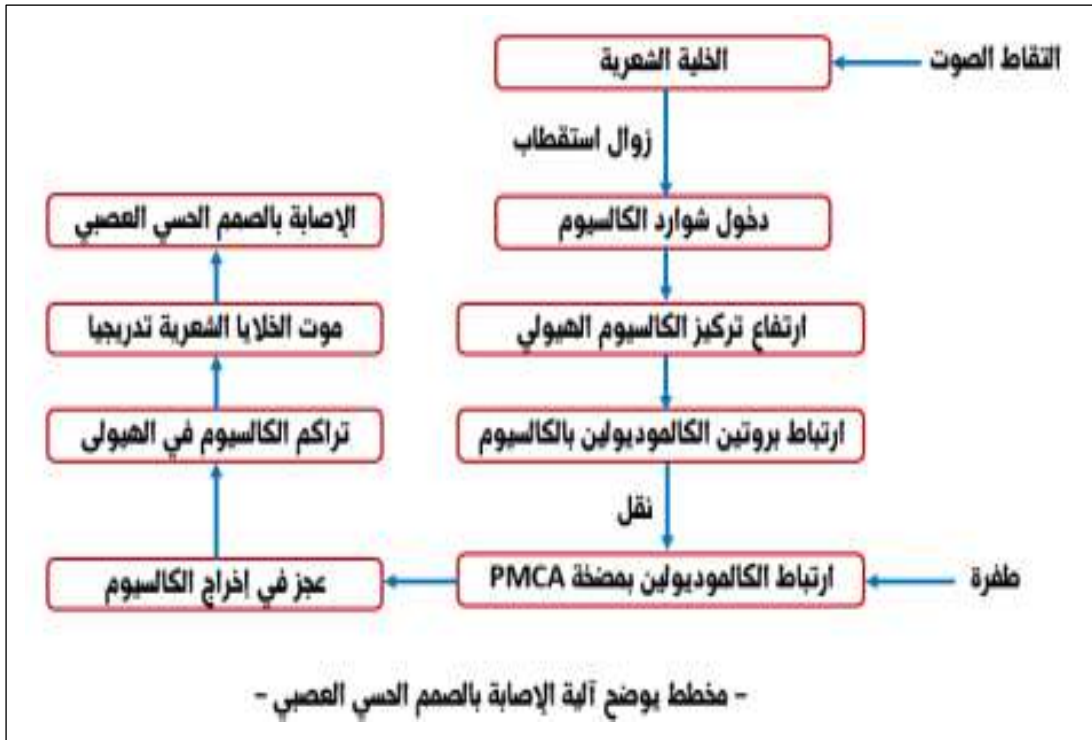 التقاط الصوت
الخلية الشعرية
زوال استقطاب
دخول شوارد الكالسيوم
ارتفاع تركيز الكالسيوم الهيولي
ارتباط بروتين الكالموديولين بالكالسيوم
نقل
طفرة
ارتباط الكالموديولين بمضخة PMCA
عجز في إخراج الكالسيوم
تراكم الكالسيوم في الهيولى
موت الخلايا الشعرية تدريجيا
الإصابة بالصمم الحسي العصبي
– مخطط يوضح آلية الإصابة بالصمم الحسي العصبي –